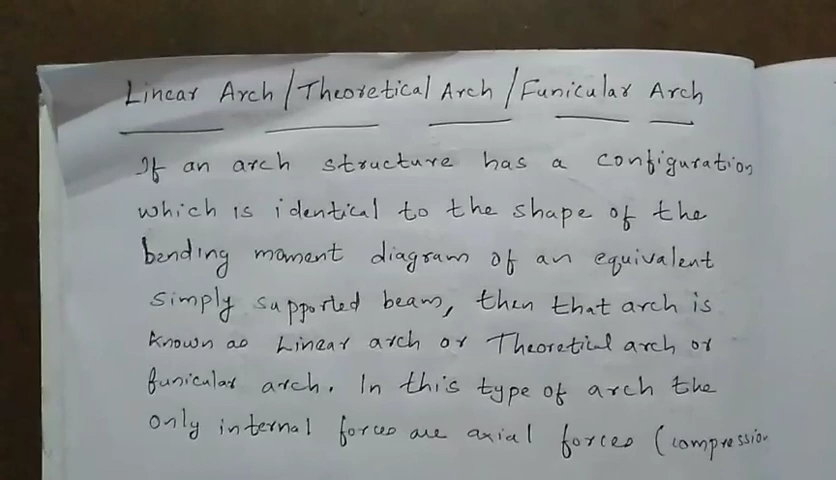 Linear Arch/Theoretical Arch/Funicular Arch
If an arch structure has a configuration
which is identical to the shape of the
bending moment diagram of an equivalent
simply supported beam, then that arch is
known as Linear arch or Theoretical arch or
funicular arch. In this type of arch the
only internal forces are axial forces (compression